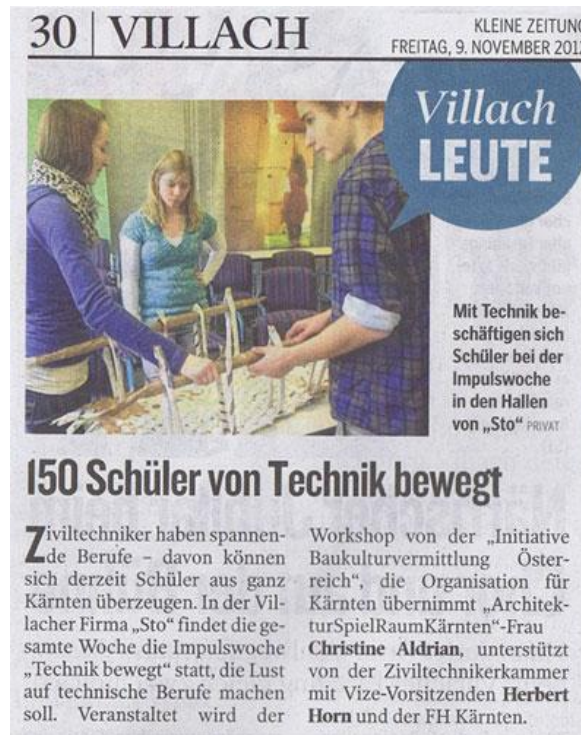 30 | VILLACH
KLEINE ZEITUNG
FREITAG, 9. NOVEMBER 2012
Villach
LEUTE
Mit Technik be-
schäftigen sich
Schüler bei der
Impulswoche
in den Hallen
von „Sto“ PRIVAT
150 Schüler von Technik bewegt
Ziviltechniker haben spannen-
de Berufe – davon können
sich derzeit Schüler aus ganz
Kärnten überzeugen. In der Vil-
lacher Firma „Sto“ findet die ge-
samte Woche die Impulswoche
„Technik bewegt“ statt, die Lust
auf technische Berufe machen
soll. Veranstaltet wird der
Workshop von der „Initiative
Baukulturvermittlung Öster-
reich“, die Organisation für
Kärnten übernimmt „Architek-
turSpielRaumKärnten“-Frau
Christine Aldrian, unterstützt
von der Ziviltechnikerkammer
mit Vize-Vorsitzenden Herbert
Horn und der FH Kärnten.